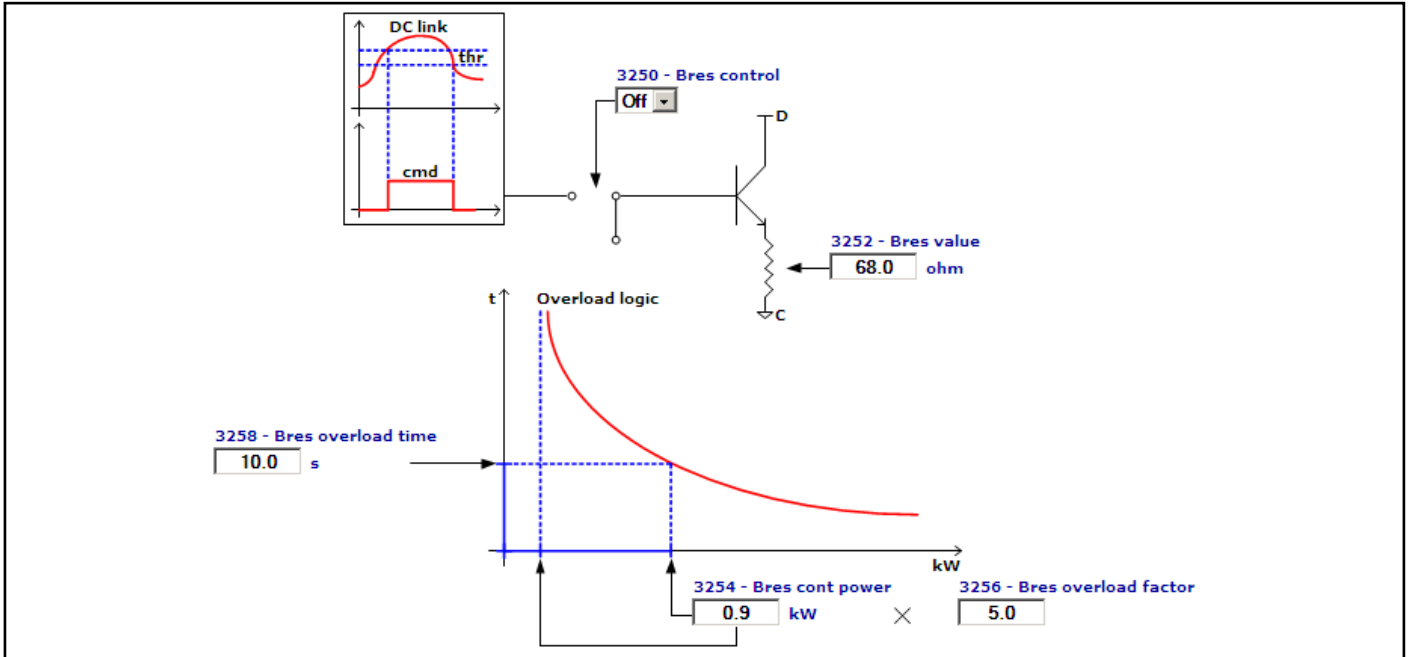 DC link
thr
cmd
3250 - Bres control
Off
D
3252 - Bres value
68.0 ohm
C
t
Overload logic
3258 - Bres overload time
10.0 s
kW
3254 - Bres cont power
0.9 kW
3256 - Bres overload factor
5.0